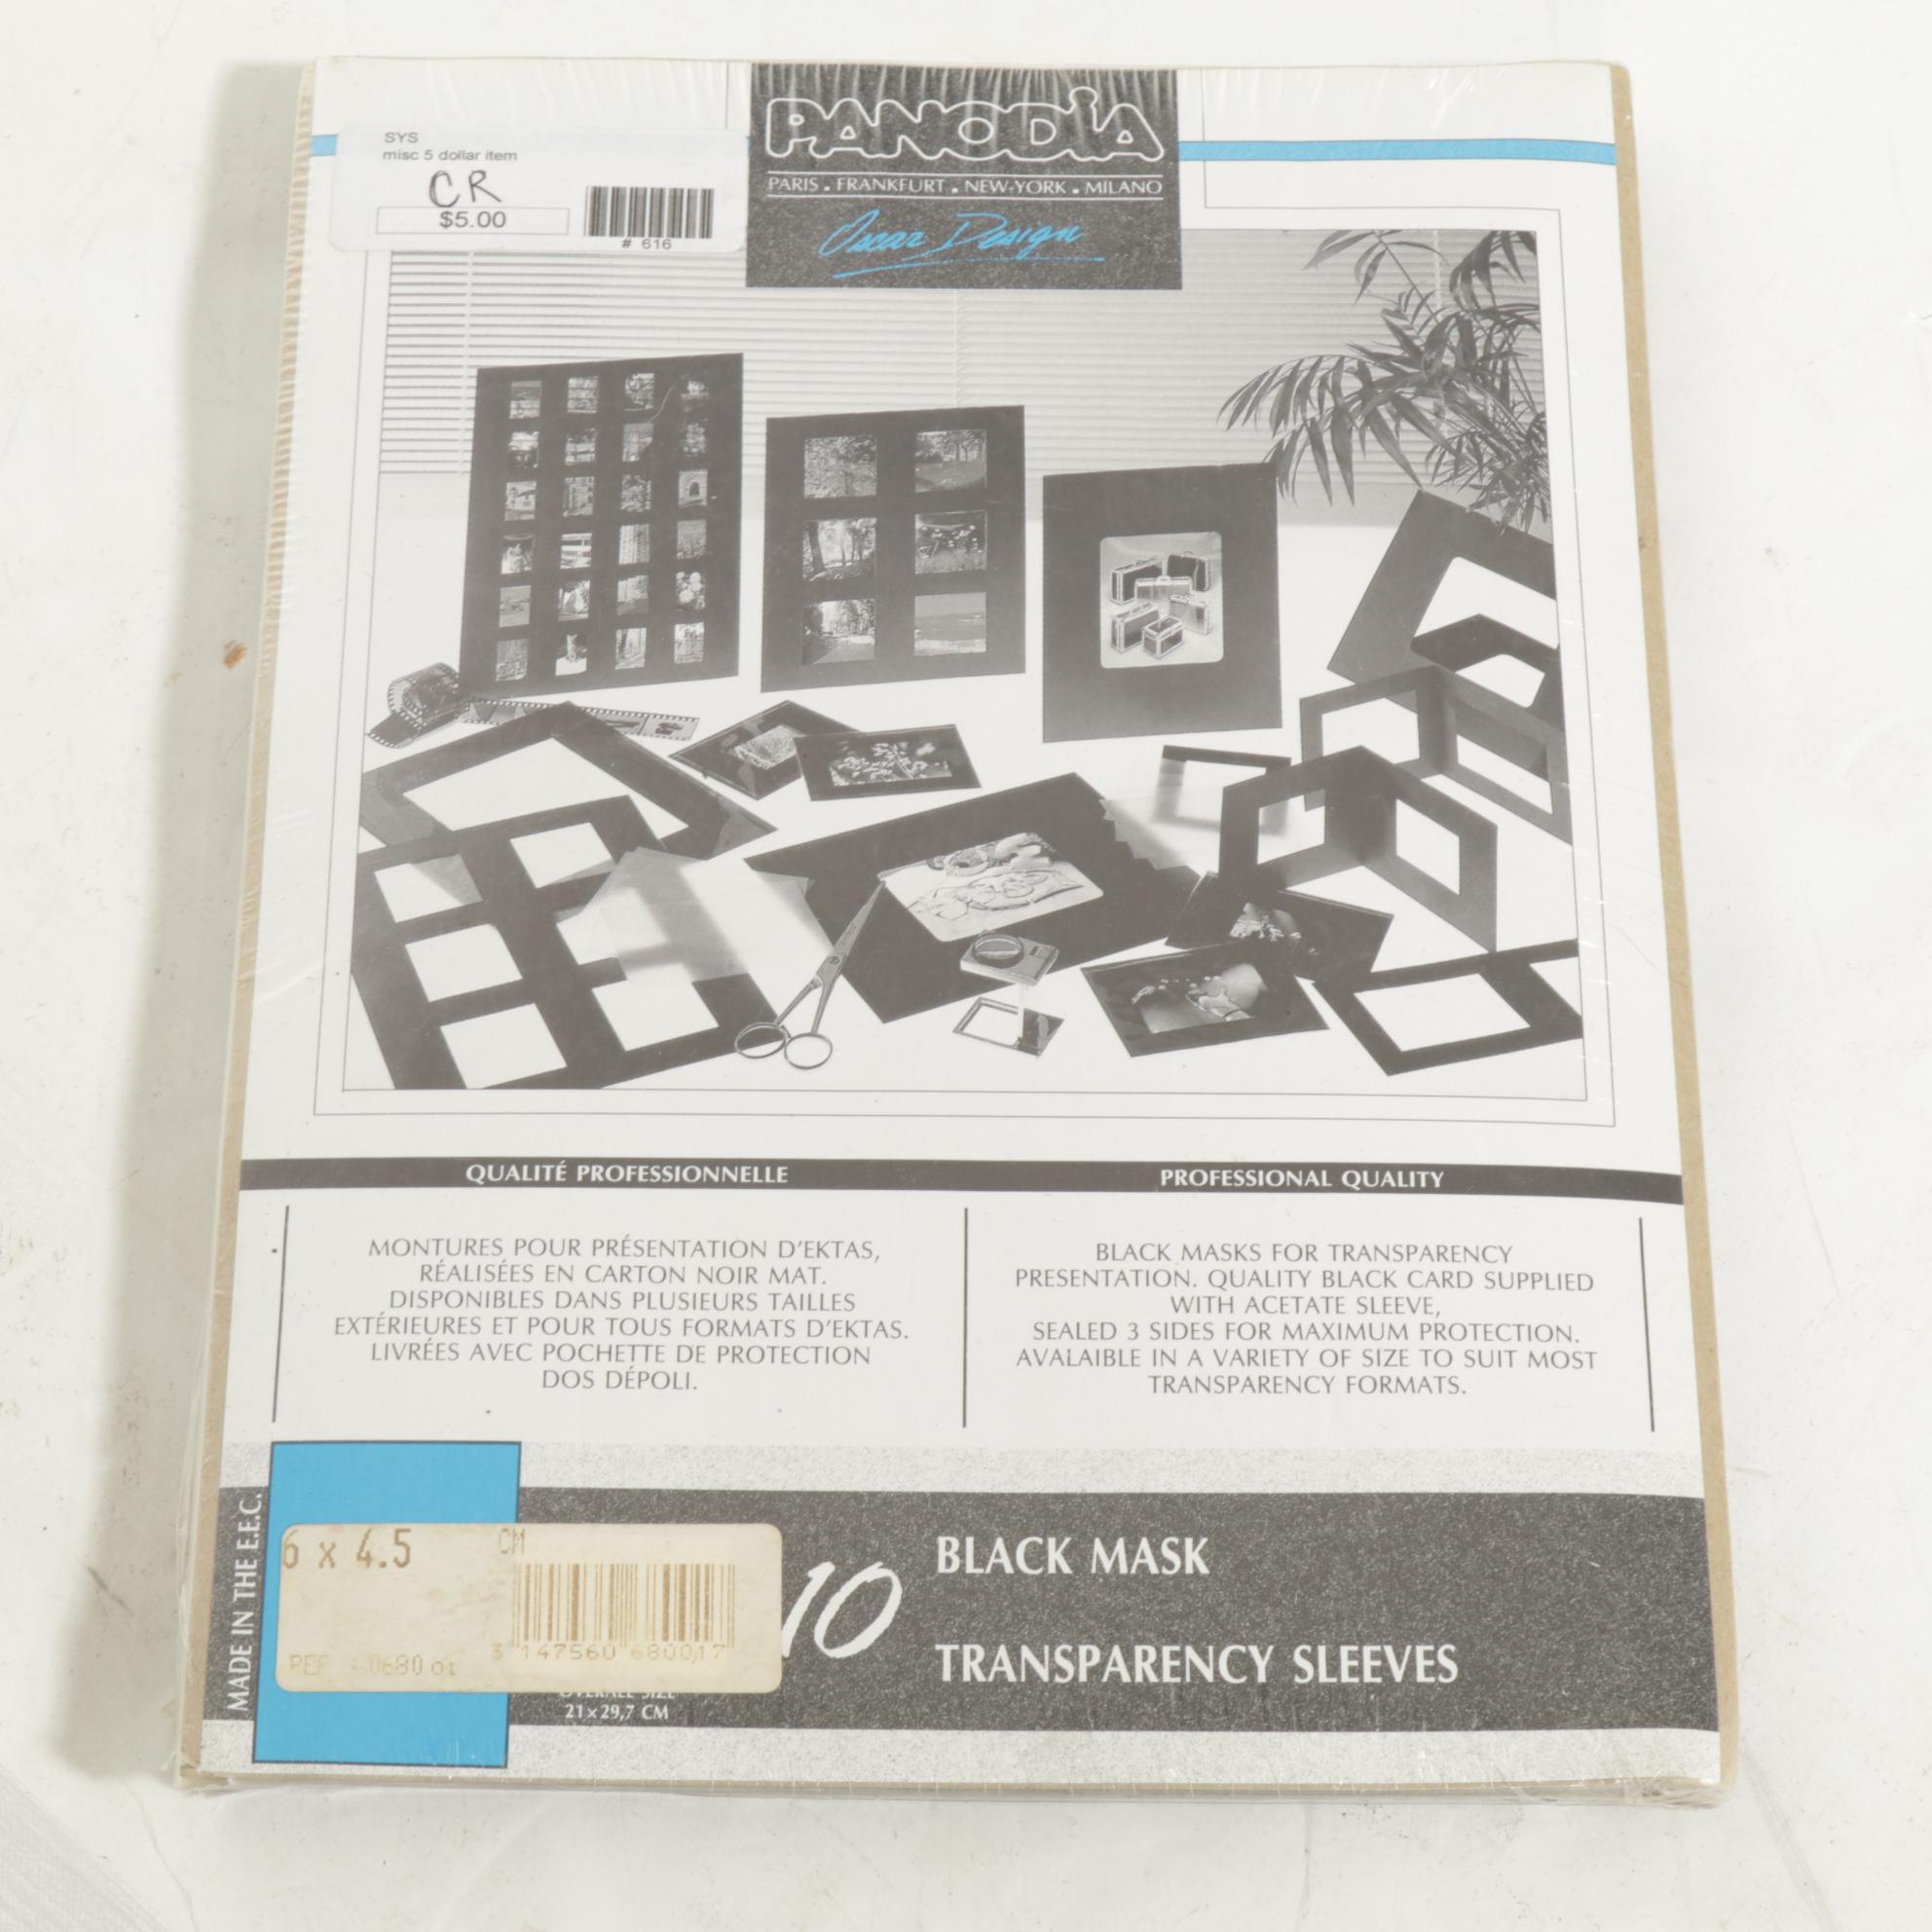 SYS
misc 5 dollar item
CR
$5.00
# 616
PANODIA
PARIS . FRANKFURT . NEW-YORK . MILANO
Oscar Design
QUALITÉ PROFESSIONNELLE
MONTURES POUR PRÉSENTATION D'EKTAS,
RÉALISÉES EN CARTON NOIR MAT.
DISPONIBLES DANS PLUSIEURS TAILLES
EXTÉRIEURES ET POUR TOUS FORMATS D'EKTAS.
LIVRÉES AVEC POCHETTE DE PROTECTION
DOS DÉPOLI.
PROFESSIONAL QUALITY
BLACK MASKS FOR TRANSPARENCY
PRESENTATION. QUALITY BLACK CARD SUPPLIED
WITH ACETATE SLEEVE,
SEALED 3 SIDES FOR MAXIMUM PROTECTION.
AVALAIBLE IN A VARIETY OF SIZE TO SUIT MOST
TRANSPARENCY FORMATS.
MADE IN THE E.E.C.
6 x 4.5 CM
3 147560 680017
REF
OVERALL SIZE
21×29,7 CM
10
BLACK MASK
TRANSPARENCY SLEEVES